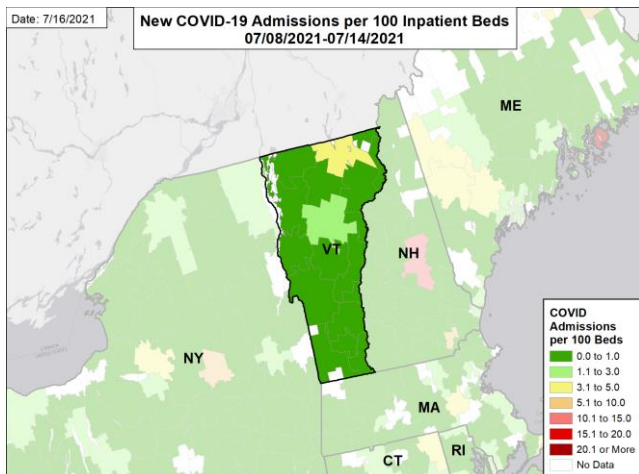 Date: 7/16/2021
New COVID-19 Admissions per 100 Inpatient Beds
07/08/2021-07/14/2021
ME
VT
NH
NY
MA
CT
RI
COVID
Admissions
per 100 Beds
0.0 to 1.0
1.1 to 3.0
3.1 to 5.0
5.1 to 10.0
10.1 to 15.0
15.1 to 20.0
20.1 or More
No Data